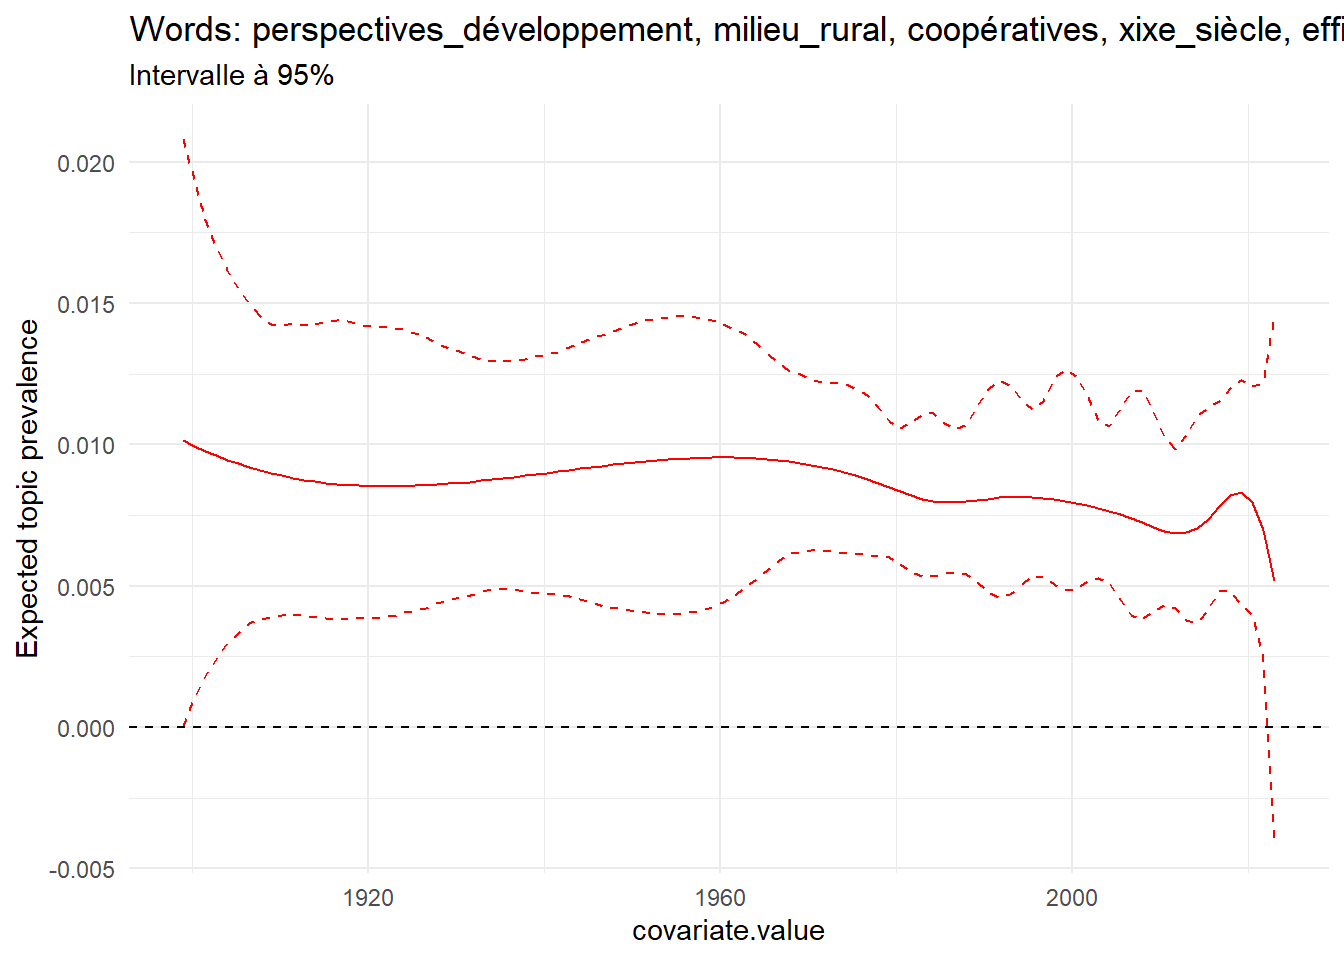 Words: perspectives_développement, milieu_rural, coopératives, xixe_siècle, effi
Intervalle à 95%
0.020
0.015
0.010
0.005
0.000
-0.005
Expected topic prevalence
1920 1960 2000
covariate.value